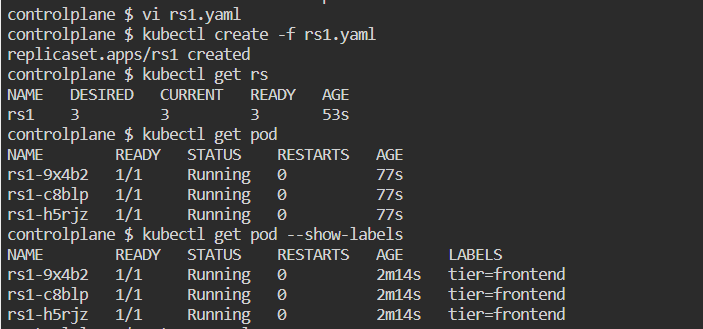 controlplane $ vi rs1.yaml
controlplane $ kubectl create -f rs1.yaml
replicaset.apps/rs1 created
controlplane $ kubectl get rs
NAME DESIRED CURRENT READY AGE
rs1 3 3 3 53s
controlplane $ kubectl get pod
NAME READY STATUS RESTARTS AGE
rs1-9x4b2 1/1 Running 0 77s
rs1-c8blp 1/1 Running 0 77s
rs1-h5rjz 1/1 Running 0 77s
controlplane $ kubectl get pod --show-labels
NAME READY STATUS RESTARTS AGE LABELS
rs1-9x4b2 1/1 Running 0 2m14s tier=frontend
rs1-c8blp 1/1 Running 0 2m14s tier=frontend
rs1-h5rjz 1/1 Running 0 2m14s tier=frontend